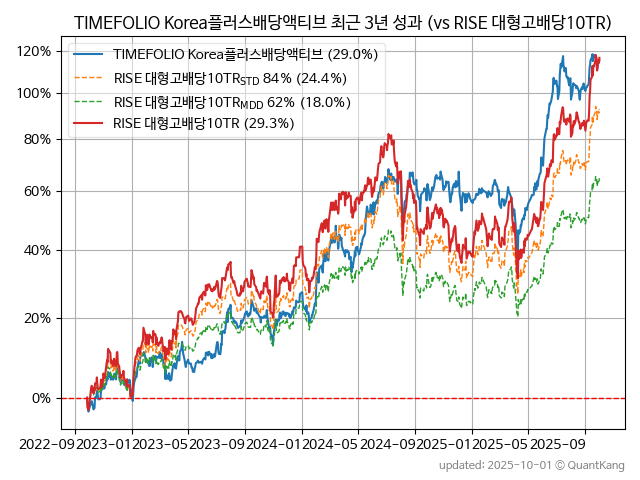 TIMEFOLIO Korea플러스배당액티브 최근 3년 성과 (vs RISE 대형고배당10TR)
120%
100%
80%
60%
40%
20%
0%
TIMEFOLIO Korea플러스배당액티브 (29.0%)
RISE 대형고배당10TR_STD 84% (24.4%)
RISE 대형고배당10TR_MDD 62% (18.0%)
RISE 대형고배당10TR (29.3%)
2022-09 2023-01 2023-05 2023-09 2024-01 2024-05 2024-09 2025-01 2025-05 2025-09
updated: 2025-10-01 © QuantKang